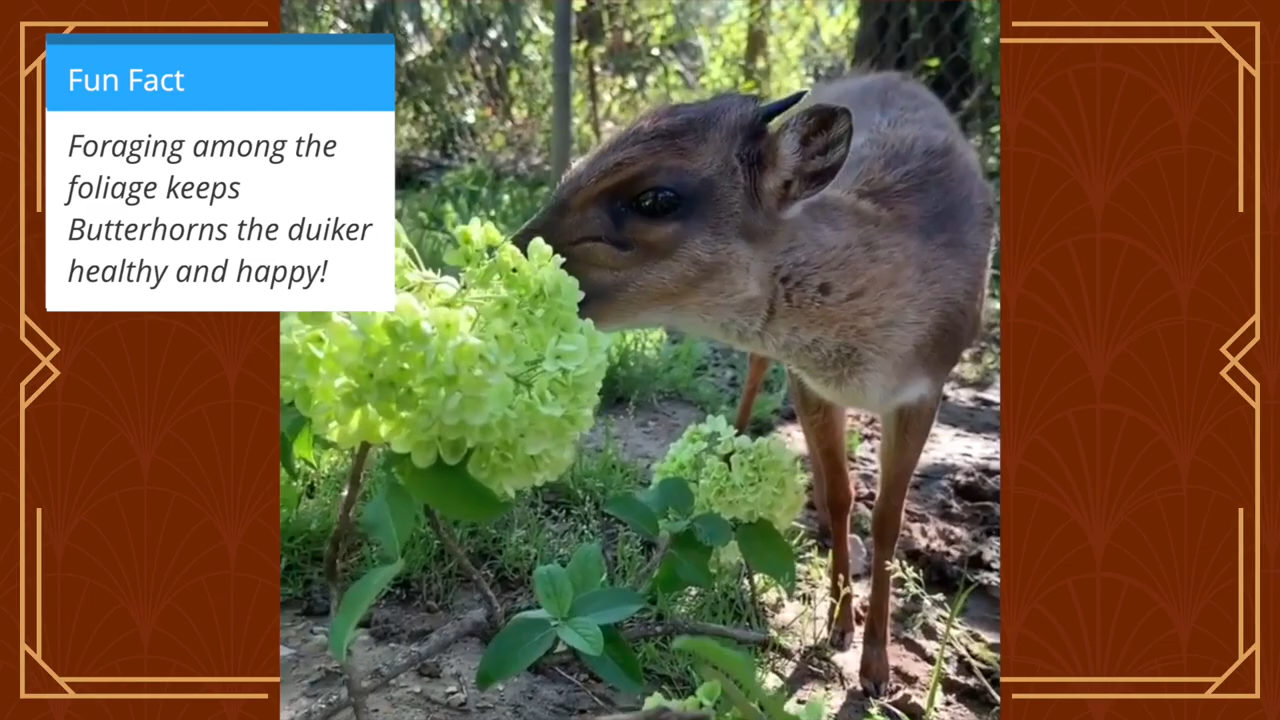 Fun Fact
Foraging among the
foliage keeps
Butterhorns the duiker
healthy and happy!